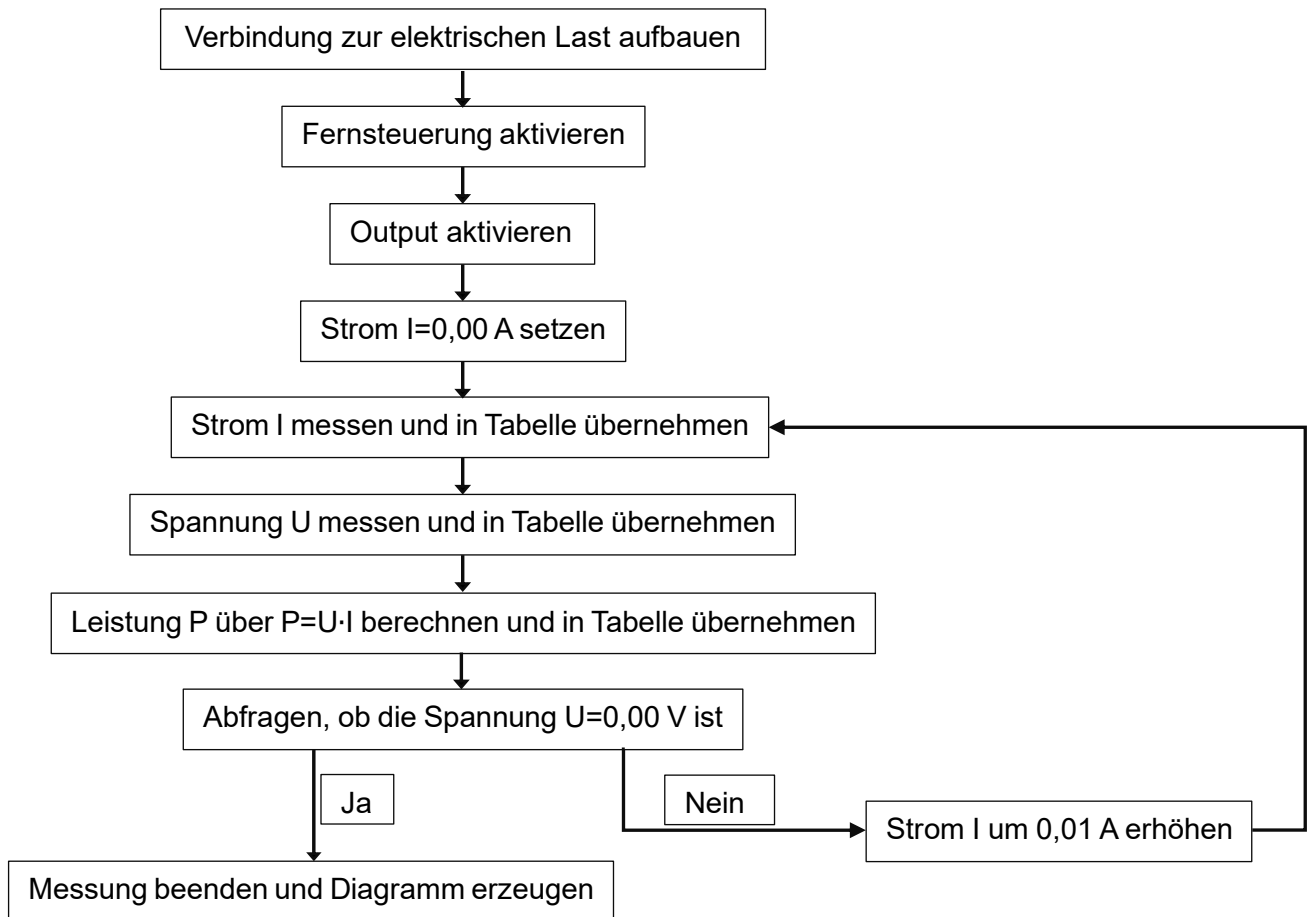 Verbindung zur elektrischen Last aufbauen
Fernsteuerung aktivieren
Output aktivieren
Strom I=0,00 A setzen
Strom I messen und in Tabelle übernehmen
Spannung U messen und in Tabelle übernehmen
Leistung P über P=U·I berechnen und in Tabelle übernehmen
Abfragen, ob die Spannung U=0,00 V ist
Ja
Nein
Strom I um 0,01 A erhöhen
Messung beenden und Diagramm erzeugen